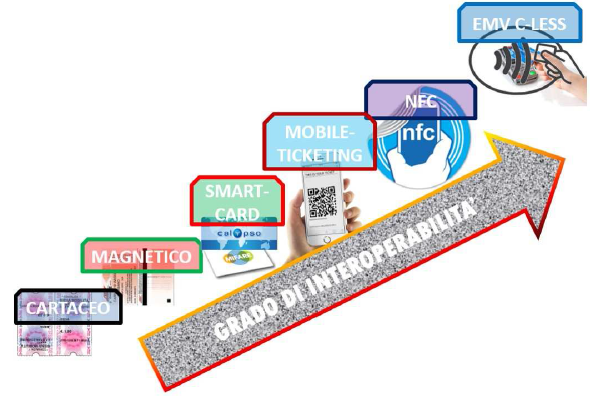 EMV C-LESS
NFC
nfc
MOBILE-
TICKETING
SMART-
CARD
calypso
MIFARE
MAGNETICO
CARTACEO
GRADO DI INTEROPERABILITA'